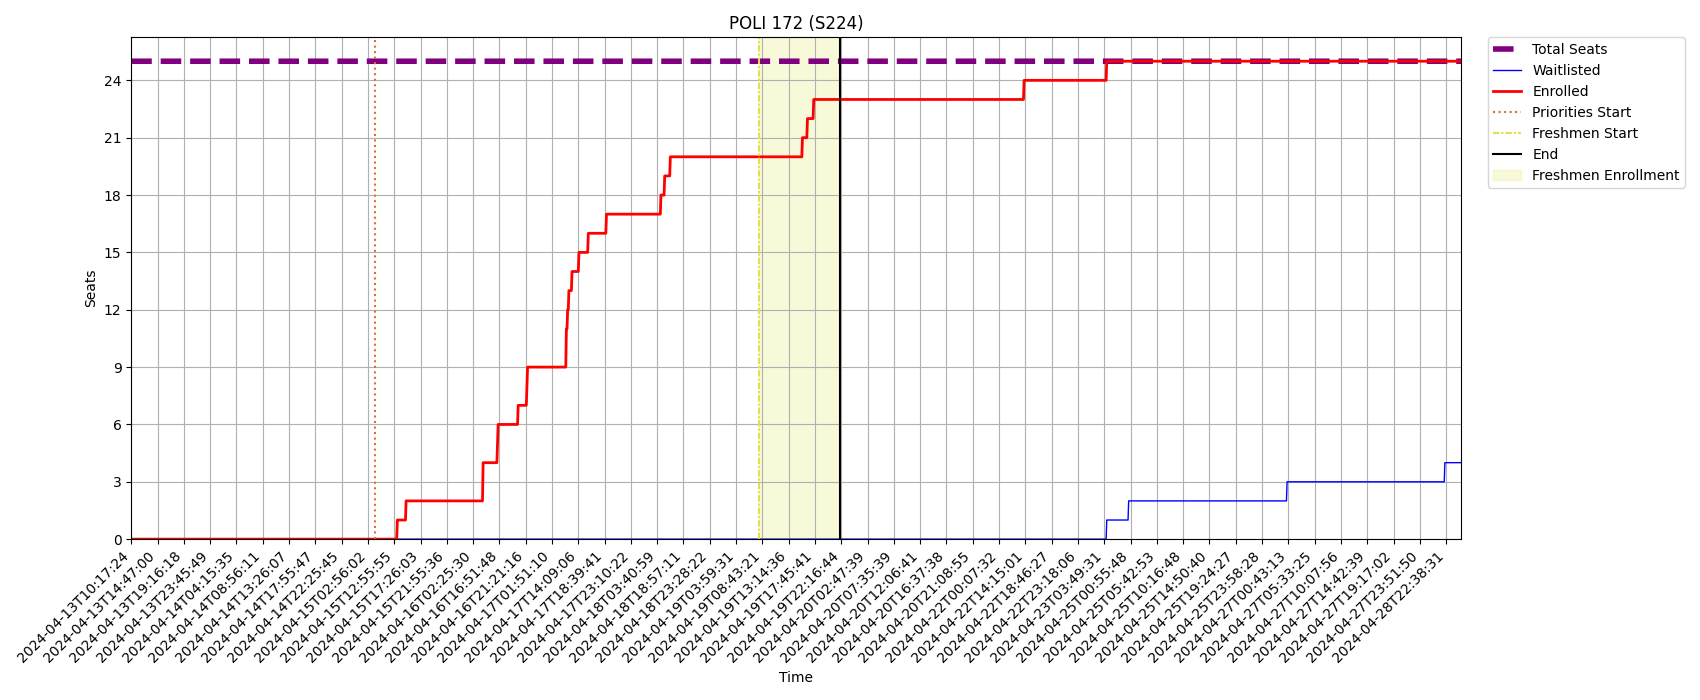 POLI 172 (S224)
Total Seats
Waitlisted
Enrolled
Priorities Start
Freshmen Start
End
Freshmen Enrollment
Seats
24
21
18
15
12
9
6
3
0
2024-04-13T10:17:24
2024-04-13T14:47:00
2024-04-13T19:16:18
2024-04-13T23:45:49
2024-04-14T04:15:35
2024-04-14T08:56:11
2024-04-14T13:26:07
2024-04-14T17:55:47
2024-04-14T22:25:45
2024-04-15T02:56:02
2024-04-15T12:55:55
2024-04-15T17:26:03
2024-04-15T21:55:36
2024-04-16T02:25:30
2024-04-16T16:51:48
2024-04-16T21:21:16
2024-04-17T01:51:10
2024-04-17T14:09:06
2024-04-17T18:39:41
2024-04-17T23:10:22
2024-04-18T03:40:59
2024-04-18T18:57:11
2024-04-18T23:28:22
2024-04-19T03:59:31
2024-04-19T08:43:21
2024-04-19T13:14:36
2024-04-19T17:45:41
2024-04-19T22:16:44
2024-04-20T02:47:39
2024-04-20T07:35:39
2024-04-20T12:06:41
2024-04-20T16:37:38
2024-04-20T21:08:55
2024-04-22T00:07:32
2024-04-22T14:15:01
2024-04-22T18:46:27
2024-04-22T23:18:06
2024-04-23T03:49:31
2024-04-25T00:55:48
2024-04-25T05:42:53
2024-04-25T10:16:48
2024-04-25T14:50:40
2024-04-25T19:24:27
2024-04-25T23:58:28
2024-04-27T00:43:13
2024-04-27T05:33:25
2024-04-27T10:07:56
2024-04-27T14:42:39
2024-04-27T19:17:02
2024-04-27T23:51:50
2024-04-28T22:38:31
Time